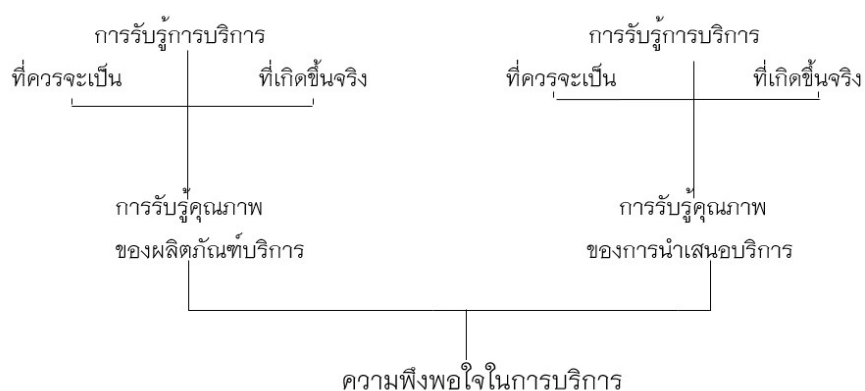 การรับรู้การบริการ
ที่ควรจะเป็น ที่เกิดขึ้นจริง
การรับรู้คุณภาพ
ของผลิตภัณฑ์บริการ
การรับรู้การบริการ
ที่ควรจะเป็น ที่เกิดขึ้นจริง
การรับรู้คุณภาพ
ของการนำเสนอบริการ
ความพึงพอใจในการบริการ